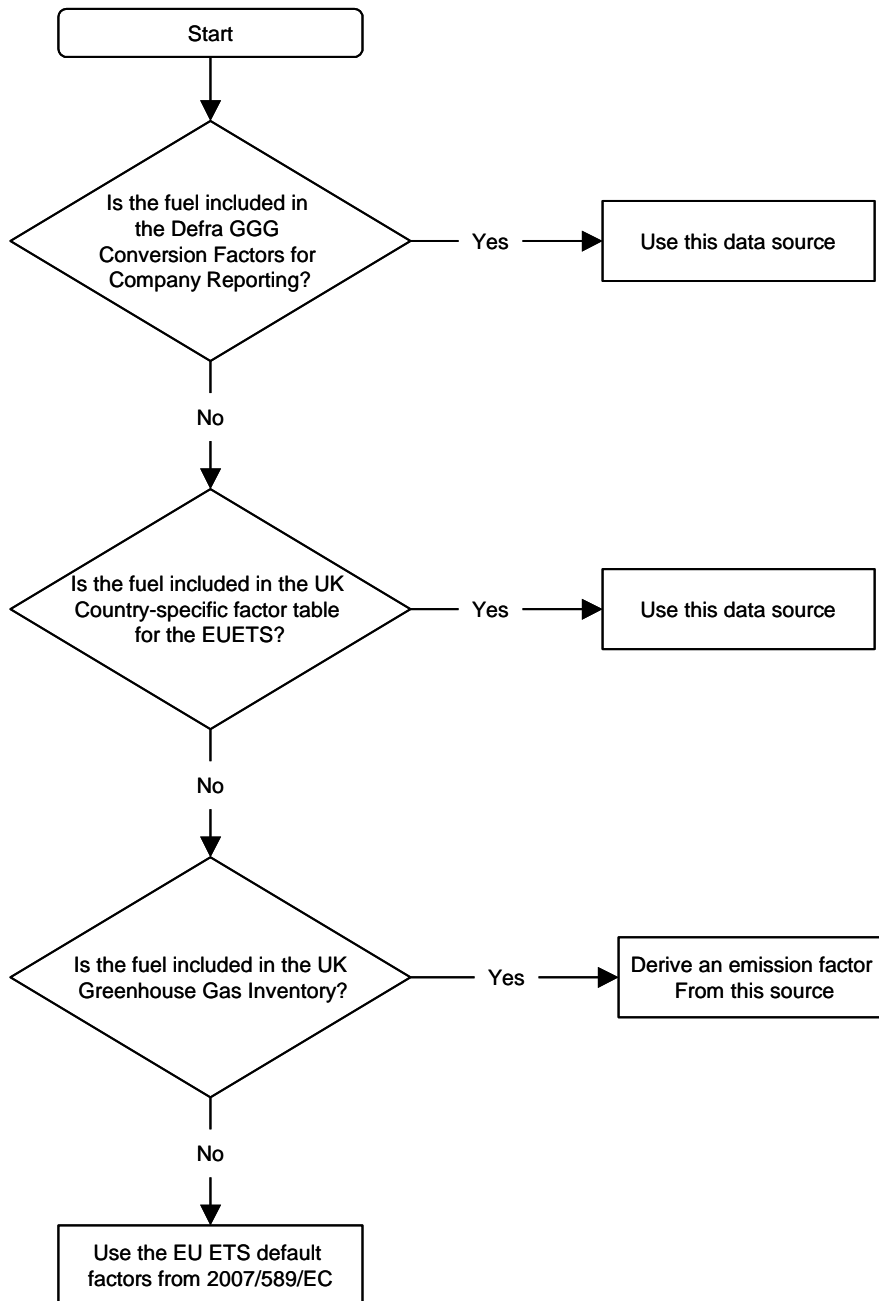 Start
Is the fuel included in
the Defra GGG
Conversion Factors for
Company Reporting?
Yes
Use this data source
No
Is the fuel included in the UK
Country-specific factor table
for the EUETS?
Yes
Use this data source
No
Is the fuel included in the UK
Greenhouse Gas Inventory?
Yes
Derive an emission factor
From this source
No
Use the EU ETS default
factors from 2007/589/EC